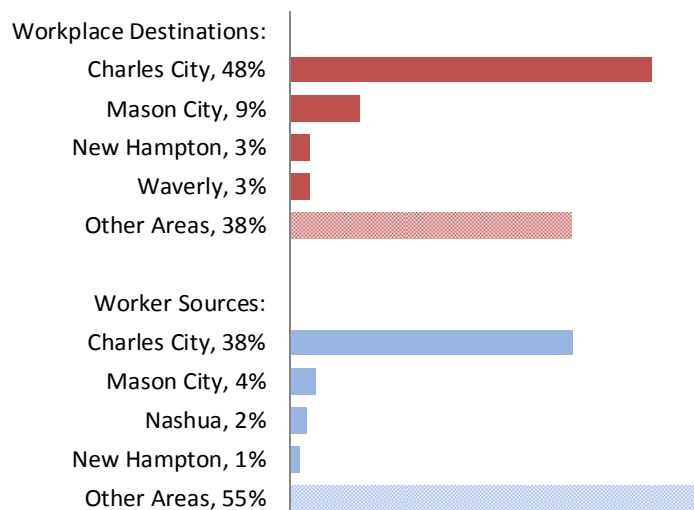 Workplace Destinations:
Charles City, 48%
Mason City, 9%
New Hampton, 3%
Waverly, 3%
Other Areas, 38%
Worker Sources:
Charles City, 38%
Mason City, 4%
Nashua, 2%
New Hampton, 1%
Other Areas, 55%